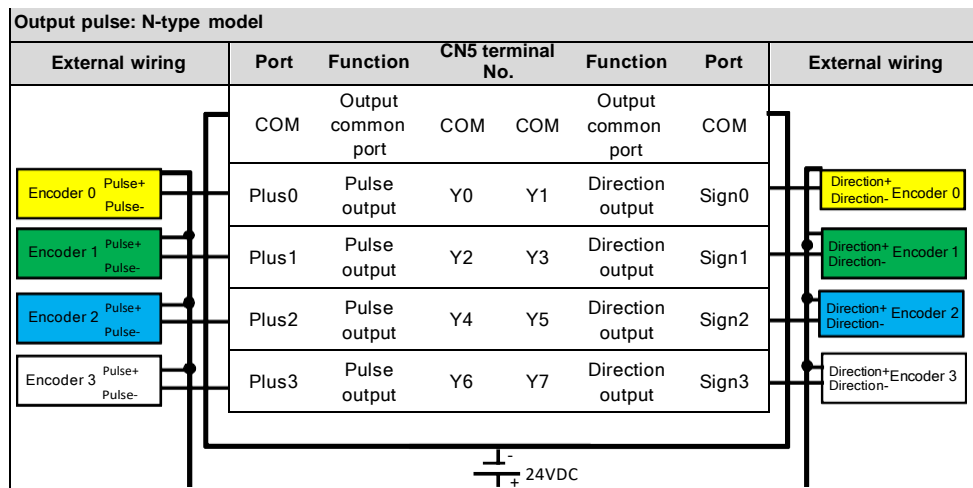 Output pulse: N-type model
External wiring Port Function CN5 terminal No. Function Port External wiring
COM Output common port COM COM Output common port COM
Encoder 0 Pulse+ Pulse- Plus0 Pulse output Y0 Y1 Direction output Sign0 Direction+ Direction- Encoder 0
Encoder 1 Pulse+ Pulse- Plus1 Pulse output Y2 Y3 Direction output Sign1 Direction+ Direction- Encoder 1
Encoder 2 Pulse+ Pulse- Plus2 Pulse output Y4 Y5 Direction output Sign2 Direction+ Direction- Encoder 2
Encoder 3 Pulse+ Pulse- Plus3 Pulse output Y6 Y7 Direction output Sign3 Direction+ Direction- Encoder 3
-
+ 24VDC